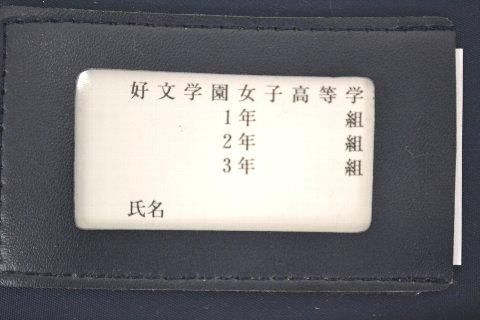 好文学園女子高等学
1年 組
2年 組
3年 組
氏名